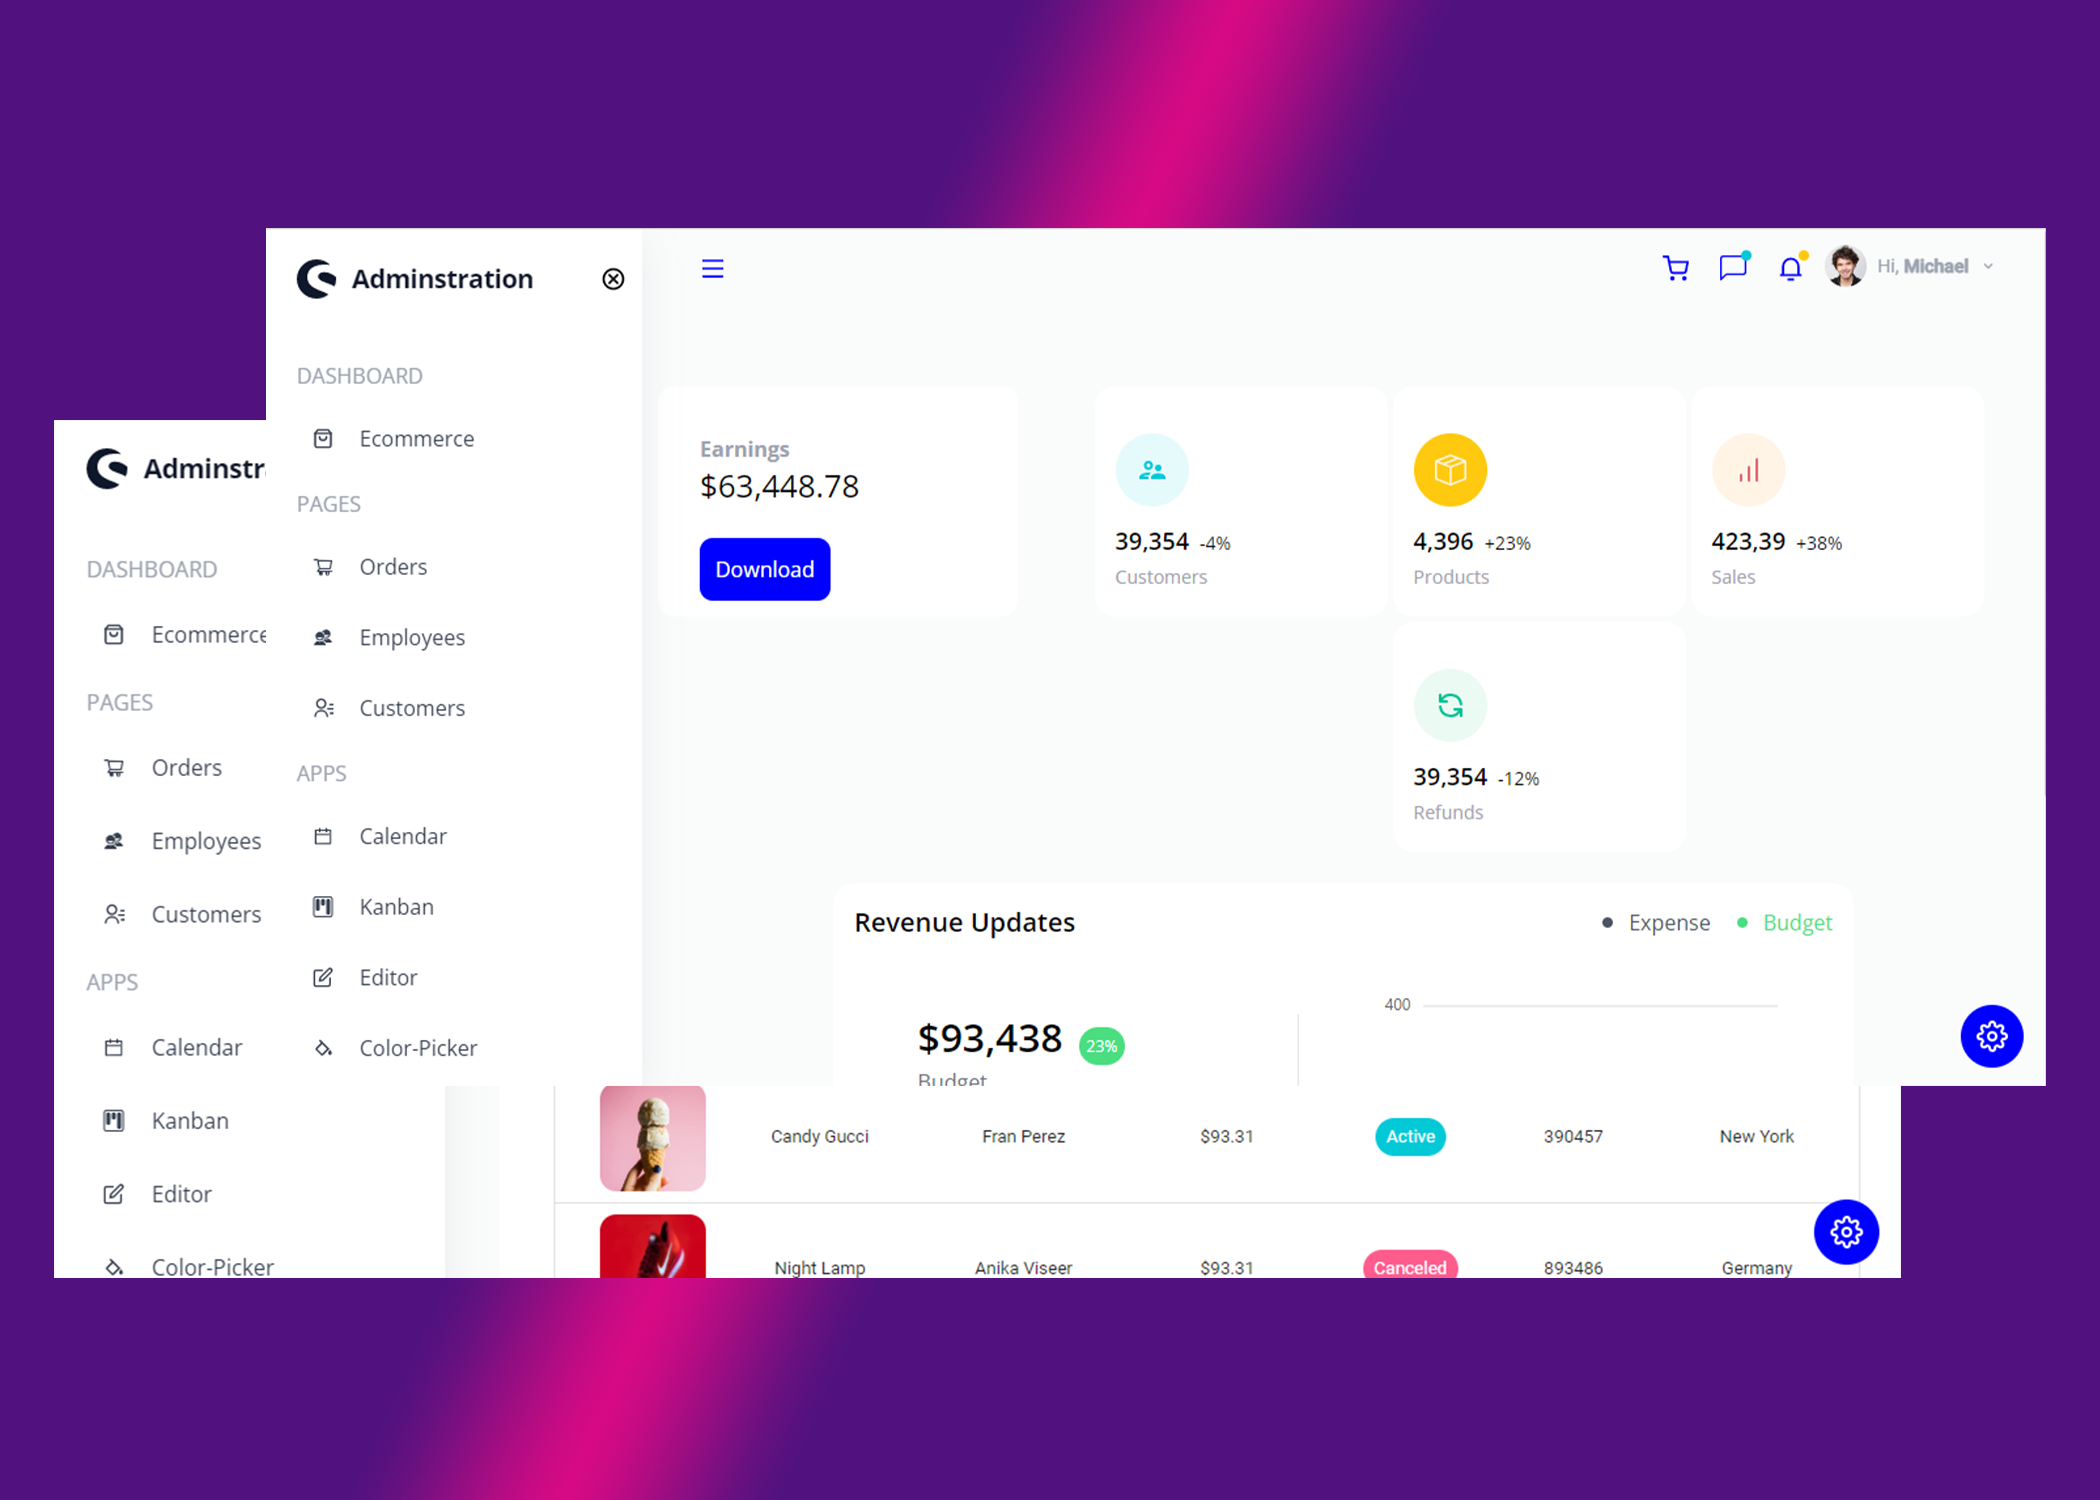 Adminstration
Hi, Michael
DASHBOARD
Ecommerce
PAGES
Orders
Employees
Customers
APPS
Calendar
Kanban
Editor
Color-Picker
Earnings
$63,448.78
Download
39,354 -4%
Customers
4,396 +23%
Products
423,39 +38%
Sales
39,354 -12%
Refunds
Revenue Updates
Expense
Budget
400
$93,438 23%
Budget
Adminstr
DASHBOARD
Ecommerce
PAGES
Orders
Employees
Customers
APPS
Calendar
Kanban
Editor
Color-Picker
Candy Gucci Fran Perez $93.31 Active 390457 New York
Night Lamp Anika Viseer $93.31 Canceled 893486 Germany